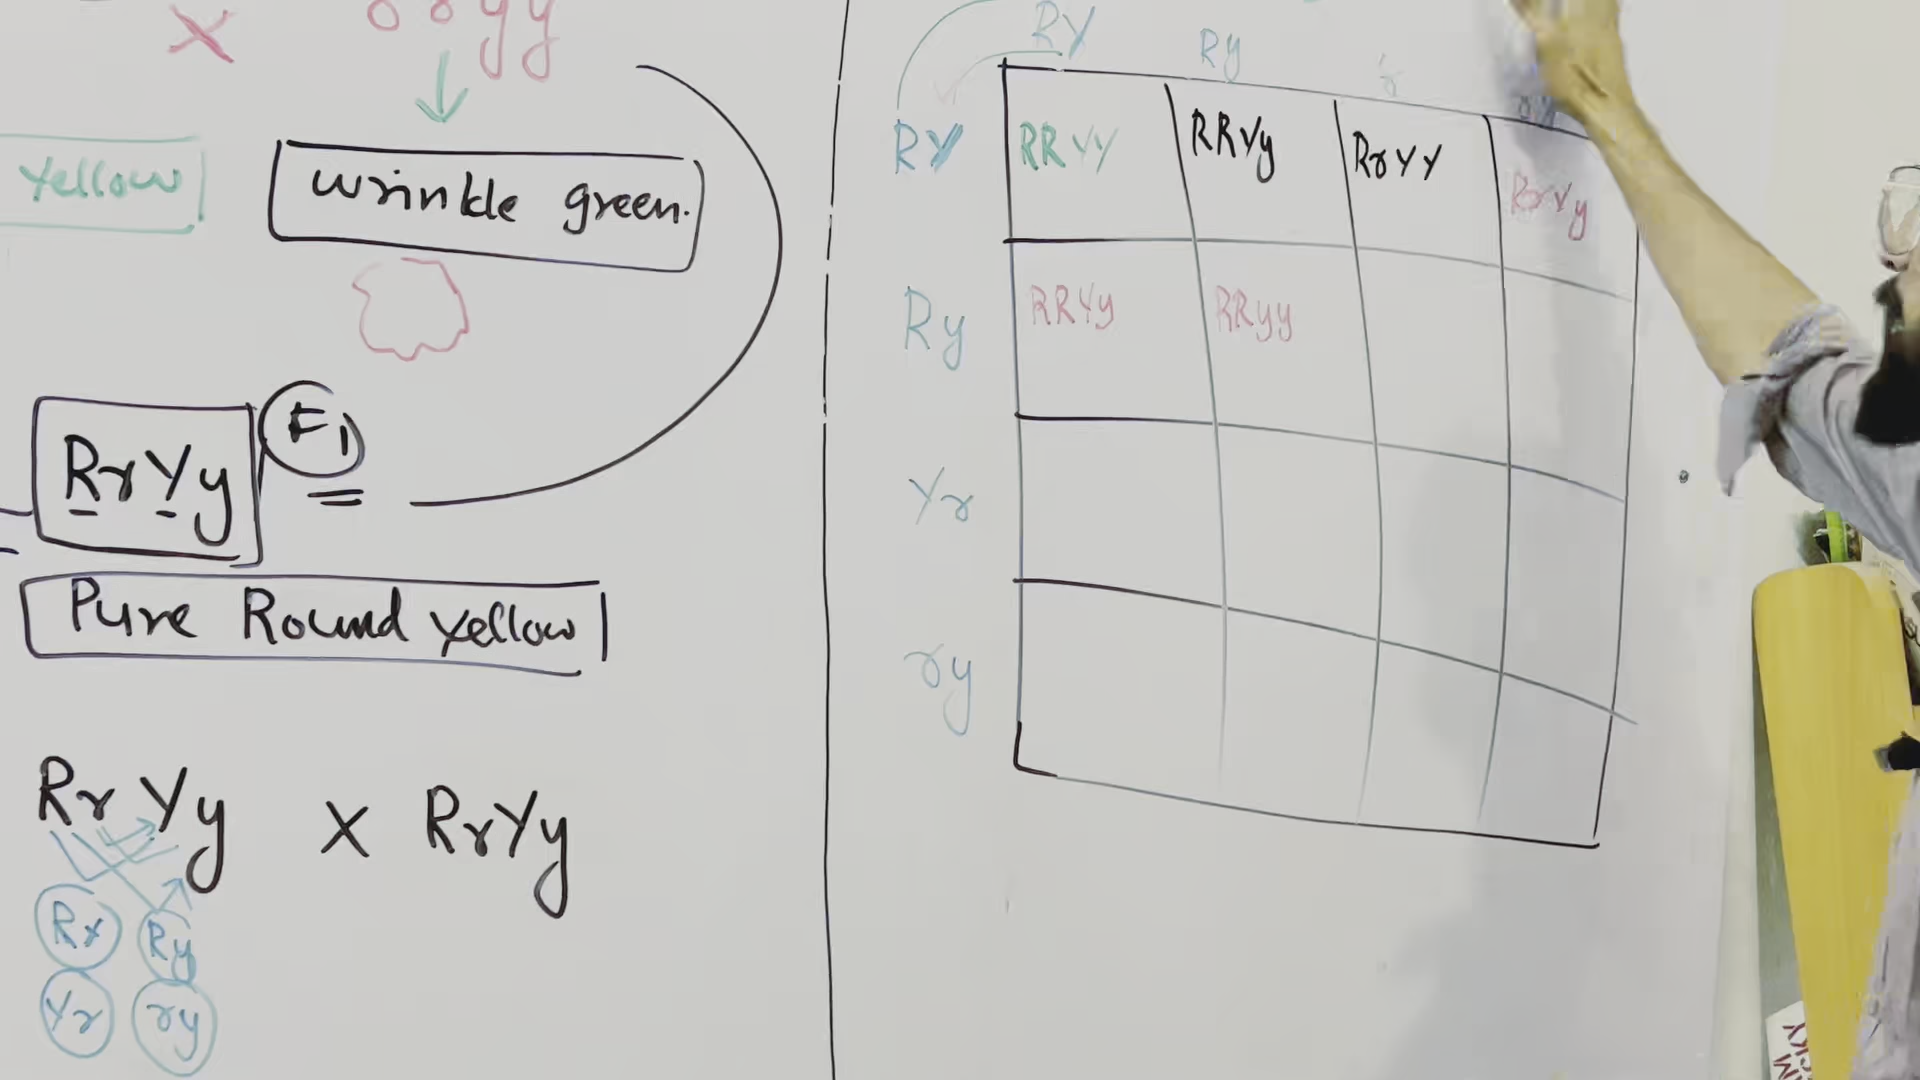 x rryy
Yellow
wrinkle green.
RrYy F1
Pure Round yellow
RrYy x RrYy
RY Ry
Yr ry
RY Ry r
RY RRYY RRYy RrYY RrYy
Ry RRYy RRyy
Yr
ry